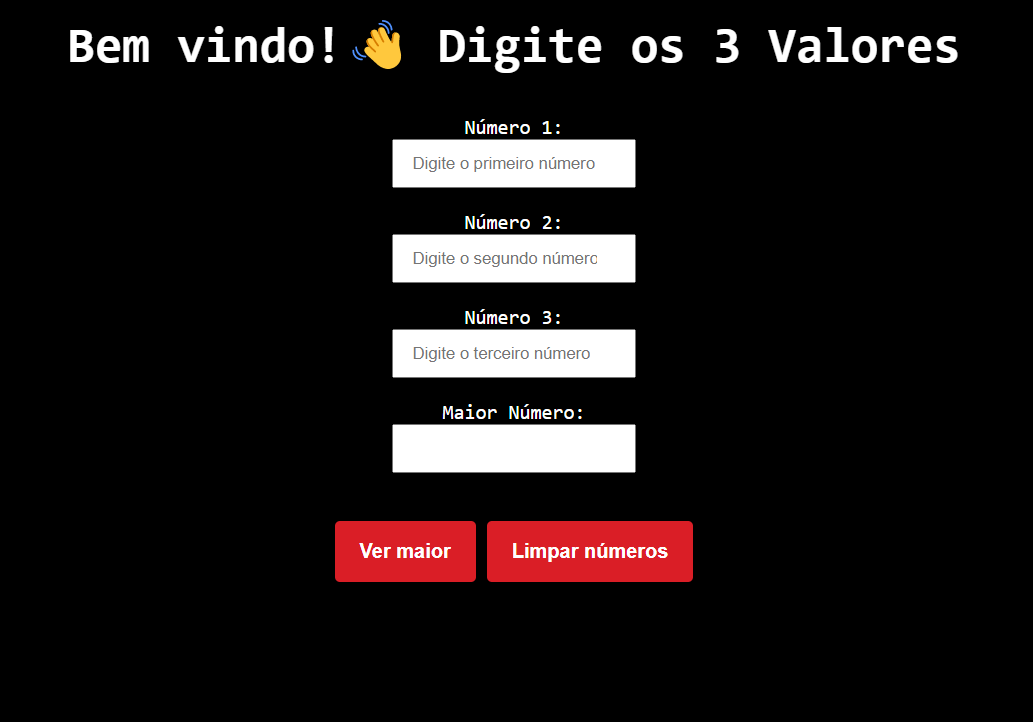 Bem vindo!👋 Digite os 3 Valores
Número 1:
Digite o primeiro número
Número 2:
Digite o segundo número
Número 3:
Digite o terceiro número
Maior Número:
Ver maior Limpar números